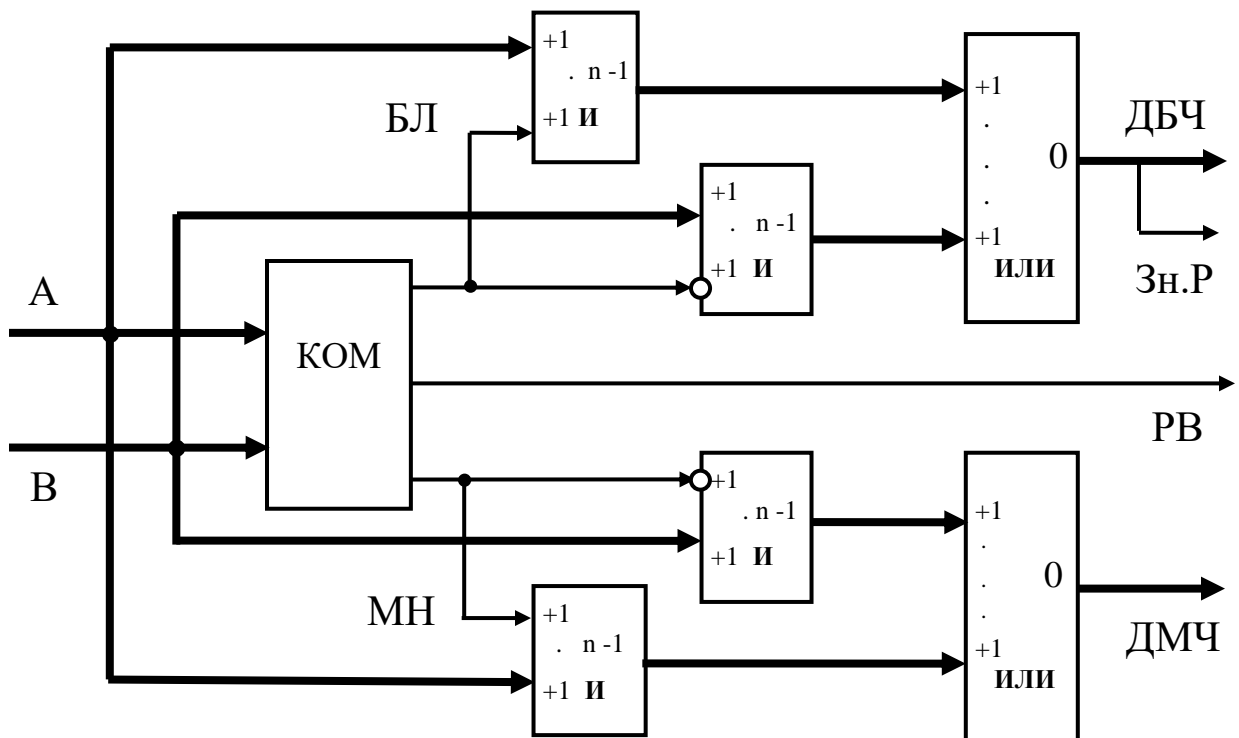 +1
. n -1
+1 И
БЛ
+1
.
.
.
+1
0
ИЛИ
ДБЧ
Зн.Р
+1
. n -1
+1 И
А
КОМ
В
РВ
+1
. n -1
+1 И
МН
+1
. n -1
+1 И
+1
.
.
.
+1
0
ИЛИ
ДМЧ